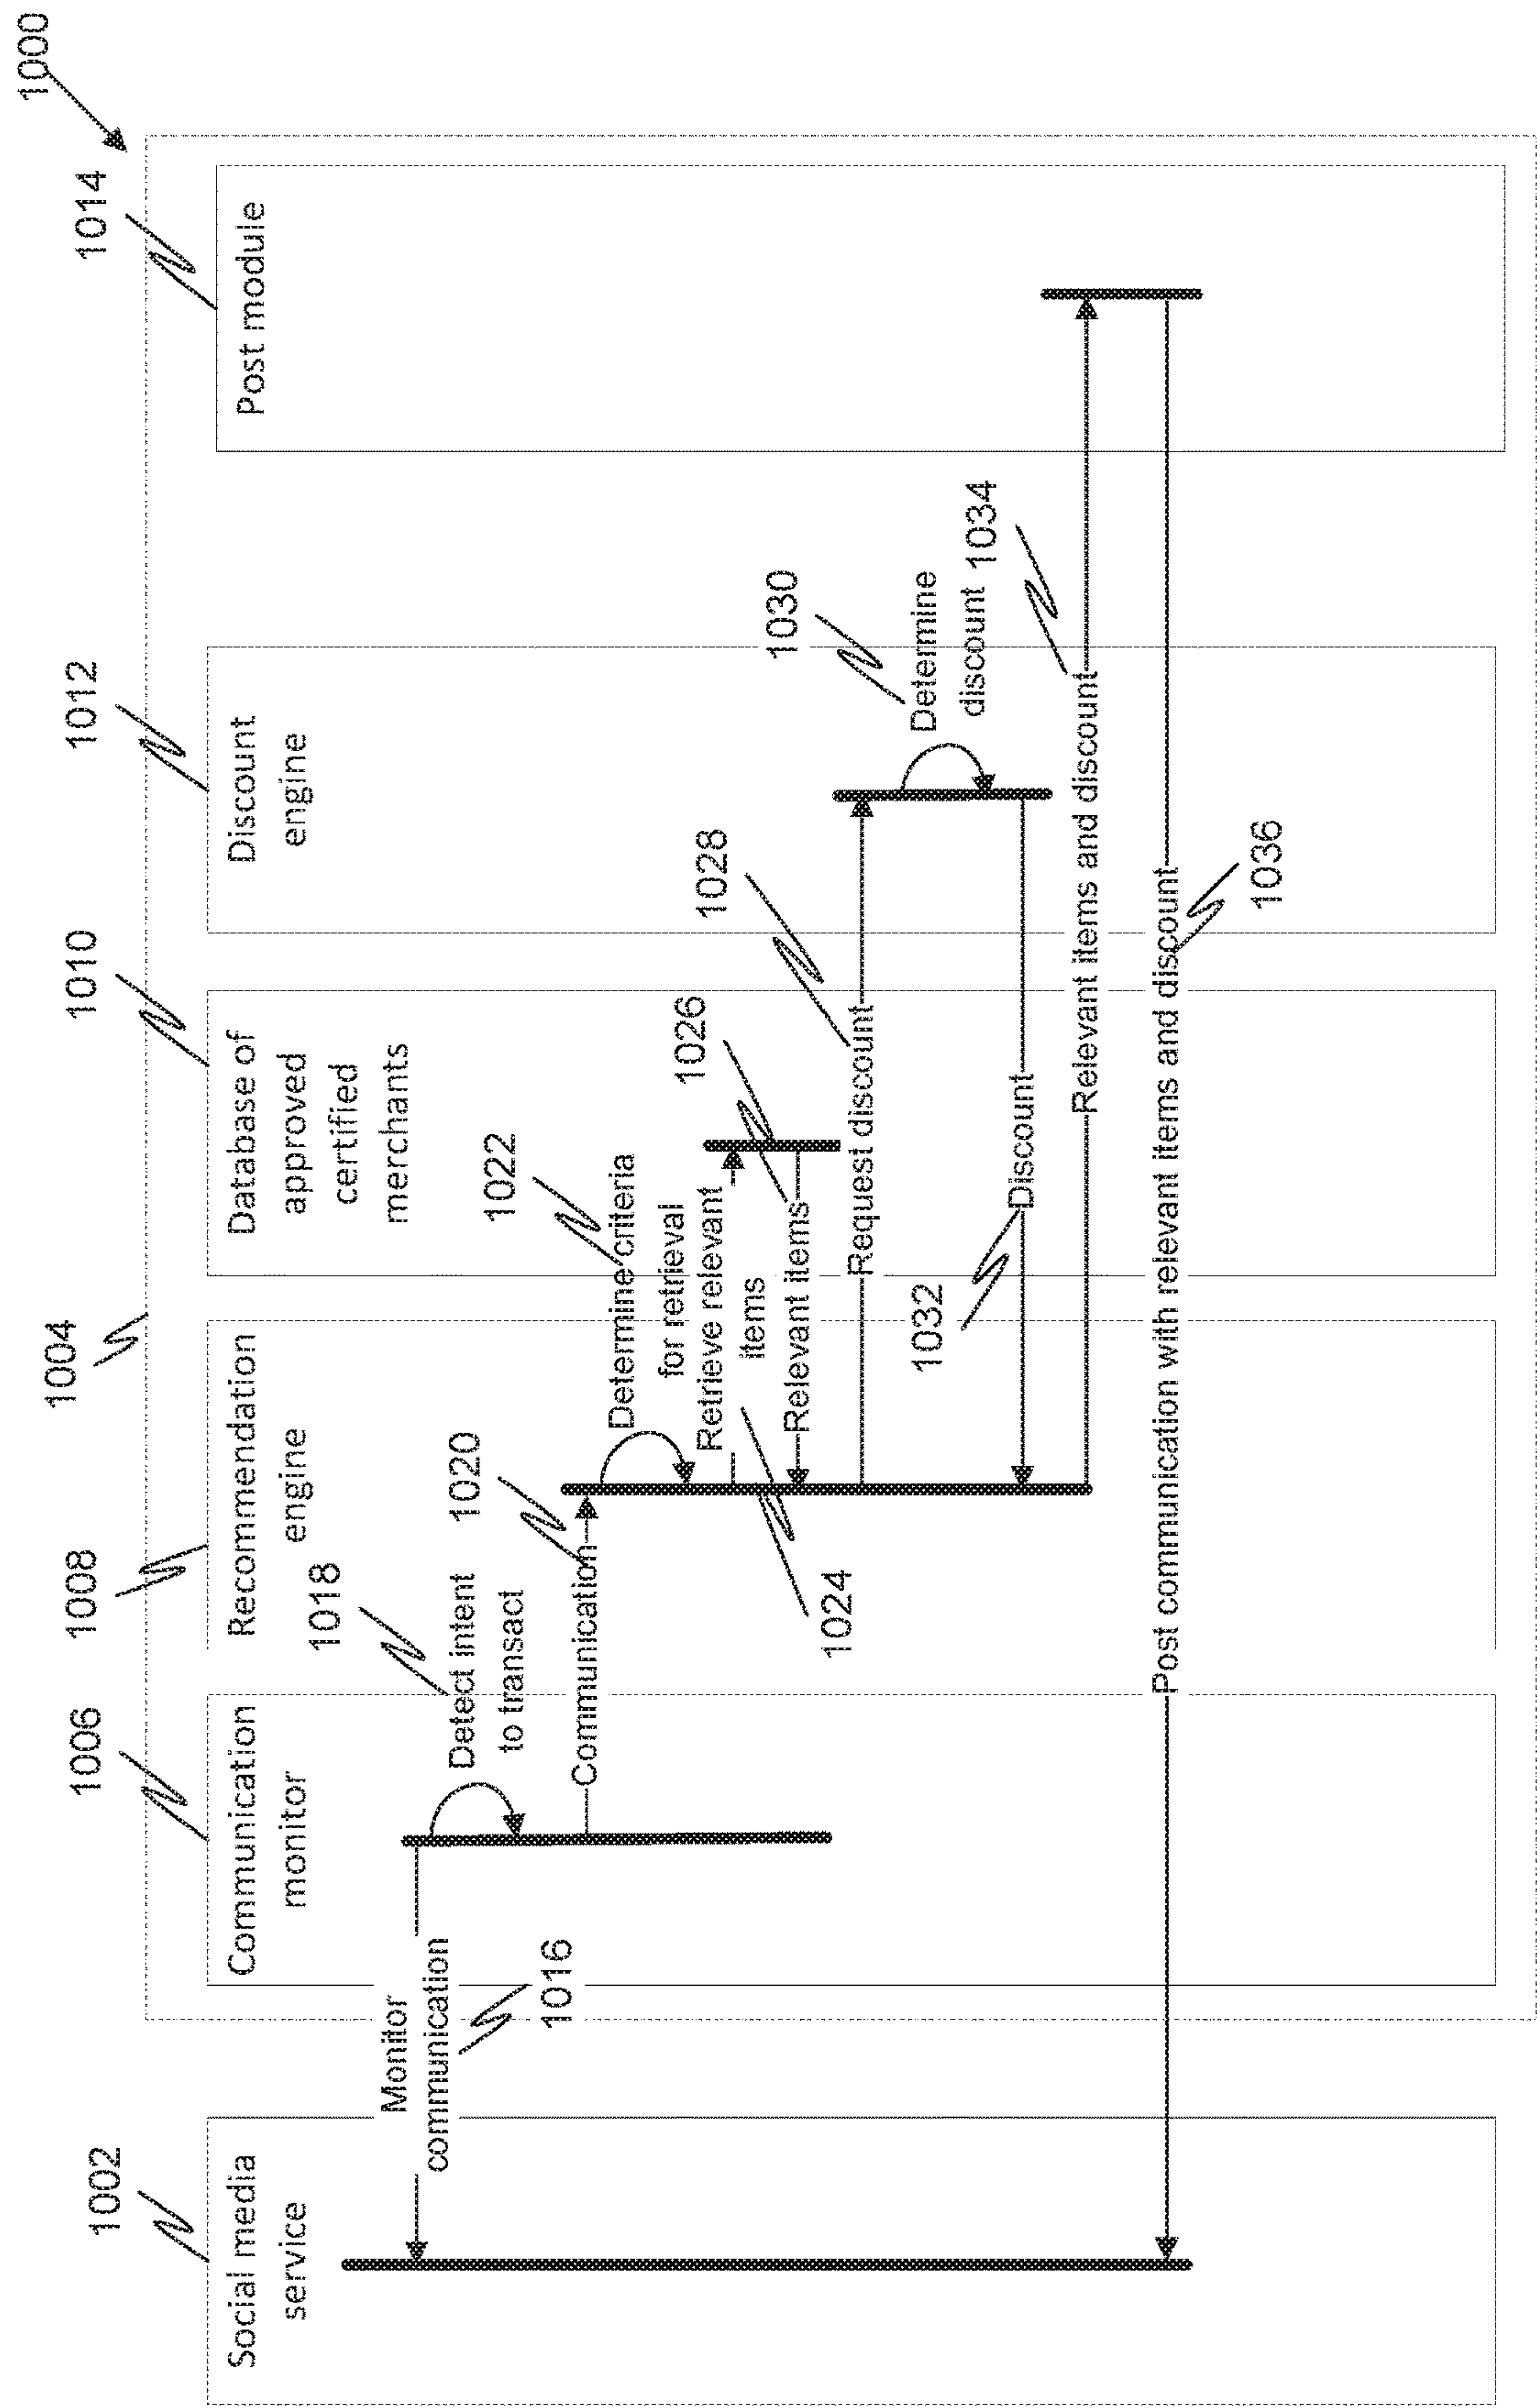 1000
1002
Social media
service
1004
1006
Communication
monitor
1008
Recommendation
engine
1010
Database of
approved
certified
merchants
1012
Discount
engine
1014
Post module
Monitor
communication
1016
1018
Detect intent
to transact
1020
Communication
1022
Determine criteria
for retrieval
Retrieve relevant
items
1024
1026
Relevant items
1028
Request discount
1030
Determine
discount
1032
Discount
1034
Relevant items and discount
Post communication with relevant items and discount
1036